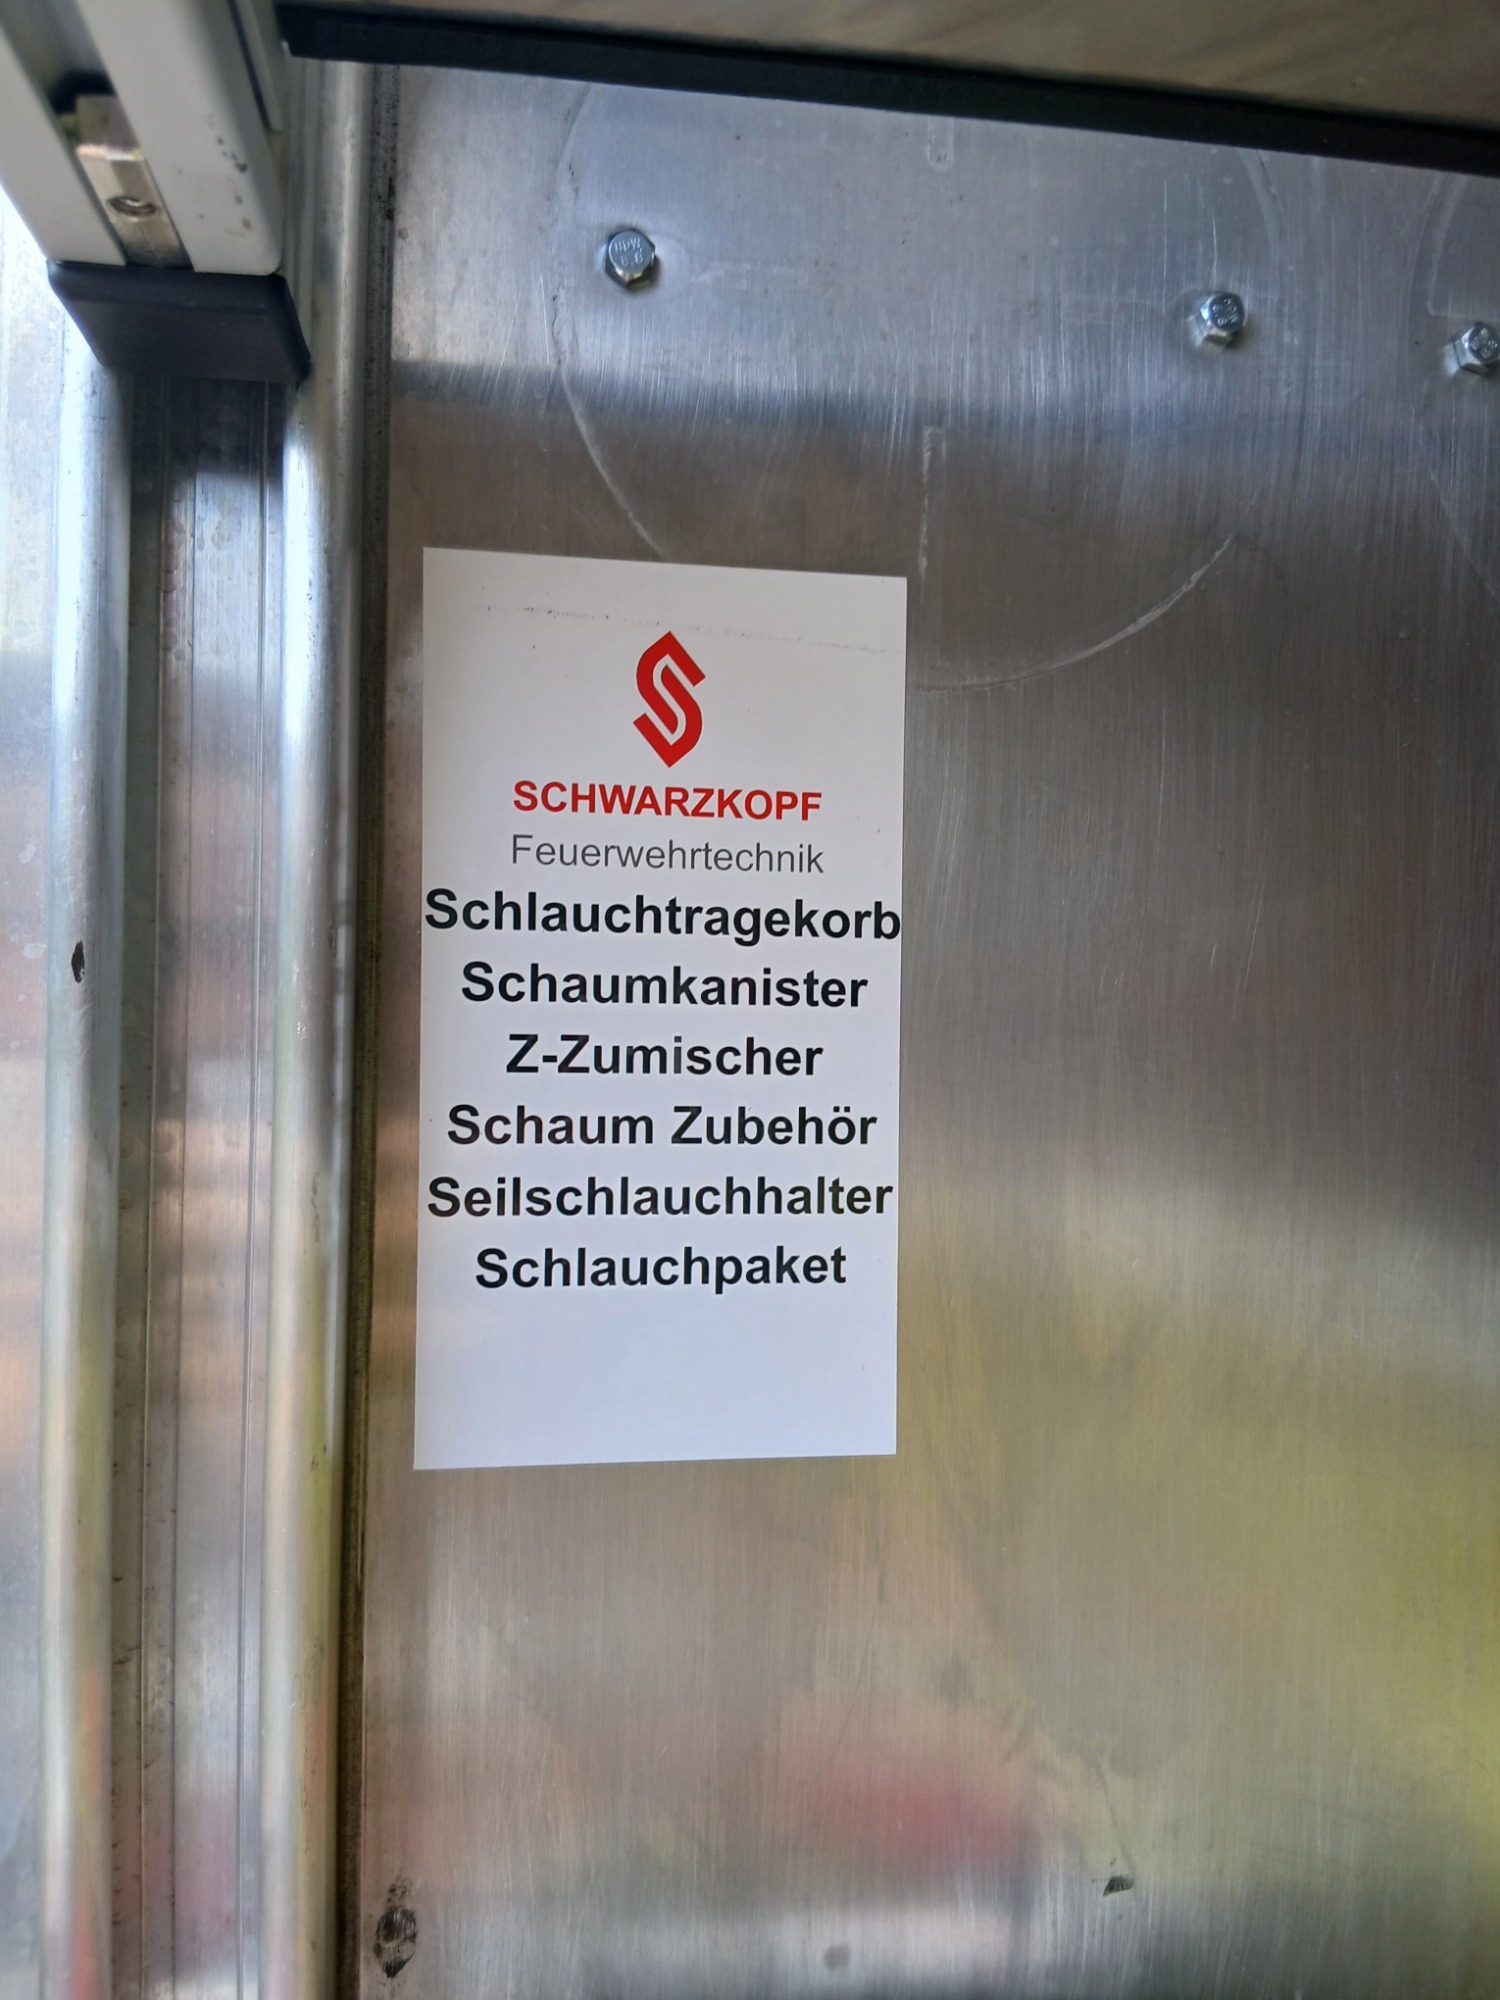 SCHWARZKOPF
Feuerwehrtechnik
Schlauchtragekorb
Schaumkanister
Z-Zumischer
Schaum Zubehör
Seilschlauchhalter
Schlauchpaket